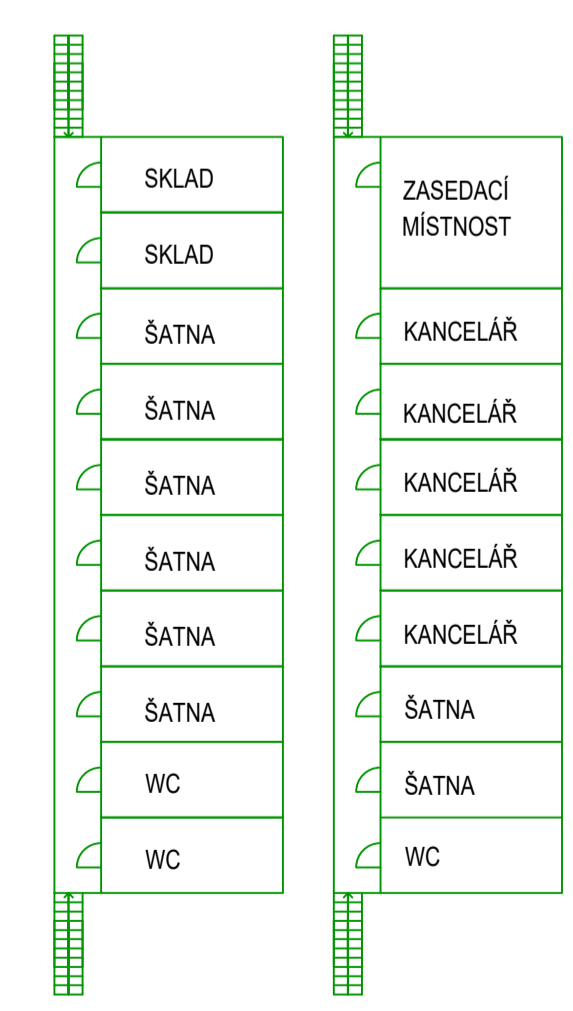 SKLAD
SKLAD
ŠATNA
ŠATNA
ŠATNA
ŠATNA
ŠATNA
ŠATNA
WC
WC
ZASEDACÍ
MÍSTNOST
KANCELÁŘ
KANCELÁŘ
KANCELÁŘ
KANCELÁŘ
KANCELÁŘ
ŠATNA
ŠATNA
WC